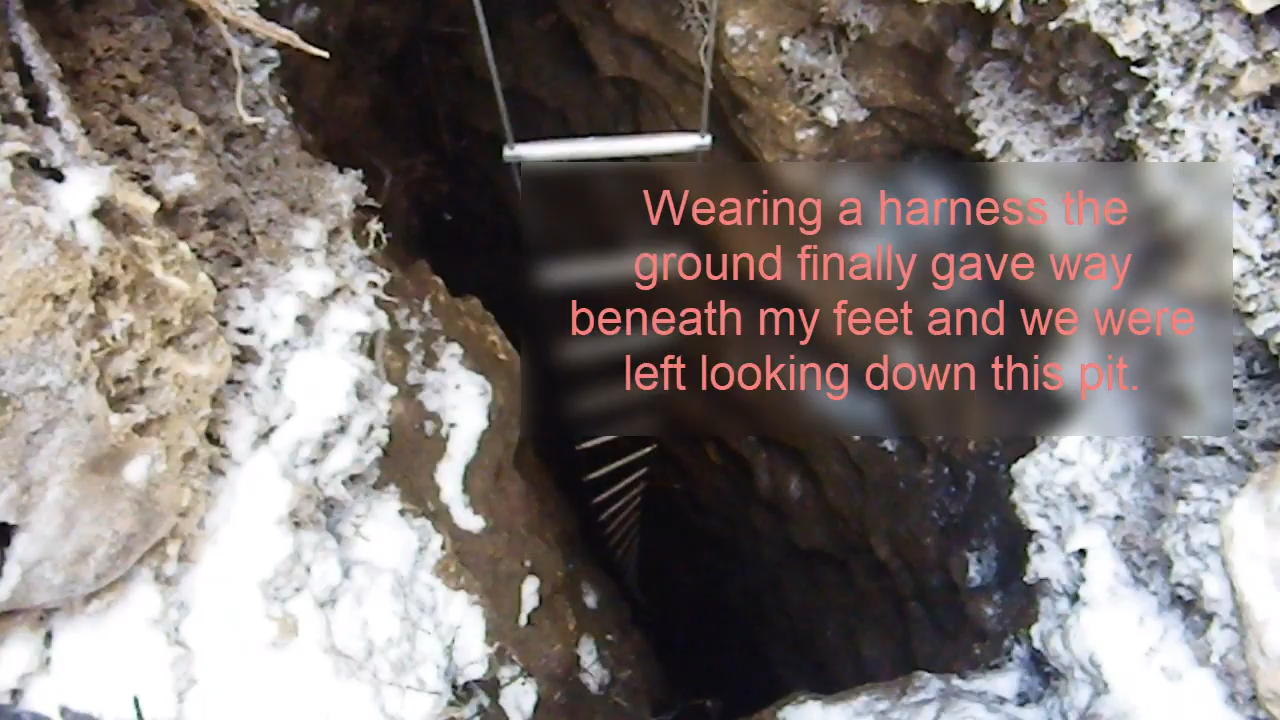 Wearing a harness the
ground finally gave way
beneath my feet and we were
left looking down this pit.